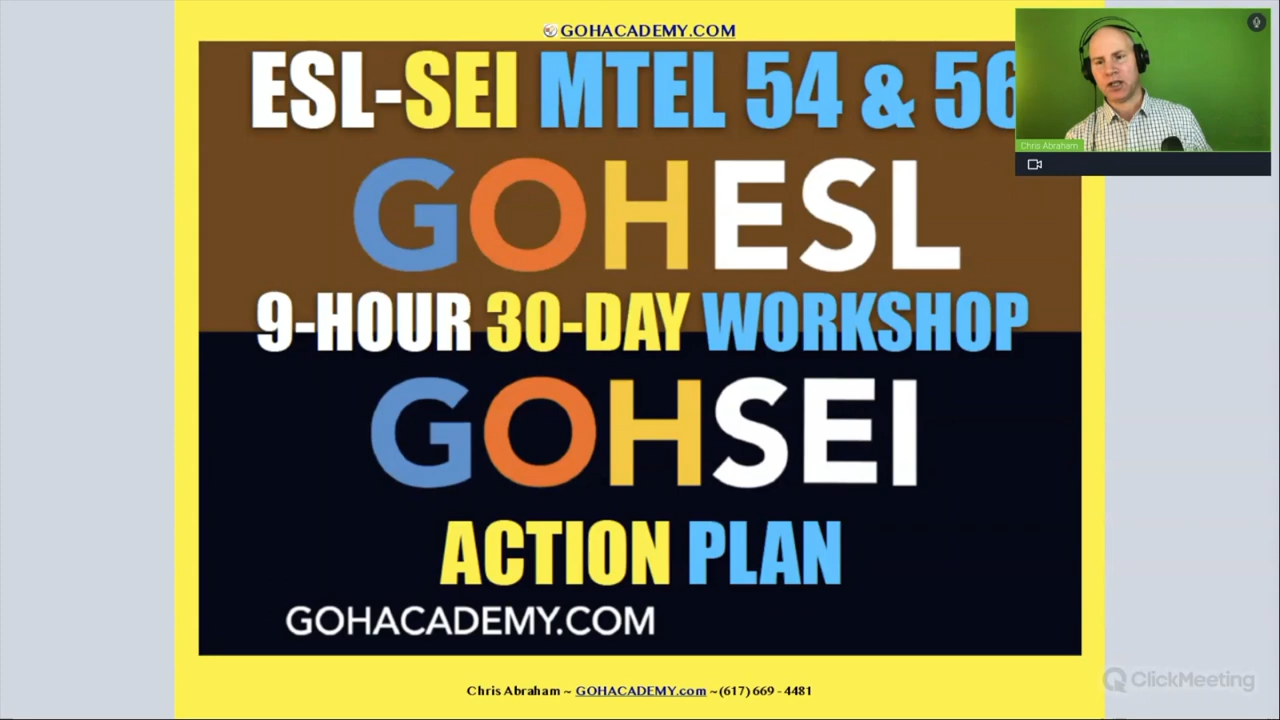 GOHACADEMY.COM
ESL-SEI MTEL 54 & 56
Chris Abraham
GOHESL
9-HOUR 30-DAY WORKSHOP
GOHSEI
ACTION PLAN
GOHACADEMY.COM
Chris Abraham ~ GOHACADEMY.com ~(617) 669 - 4481
ClickMeeting